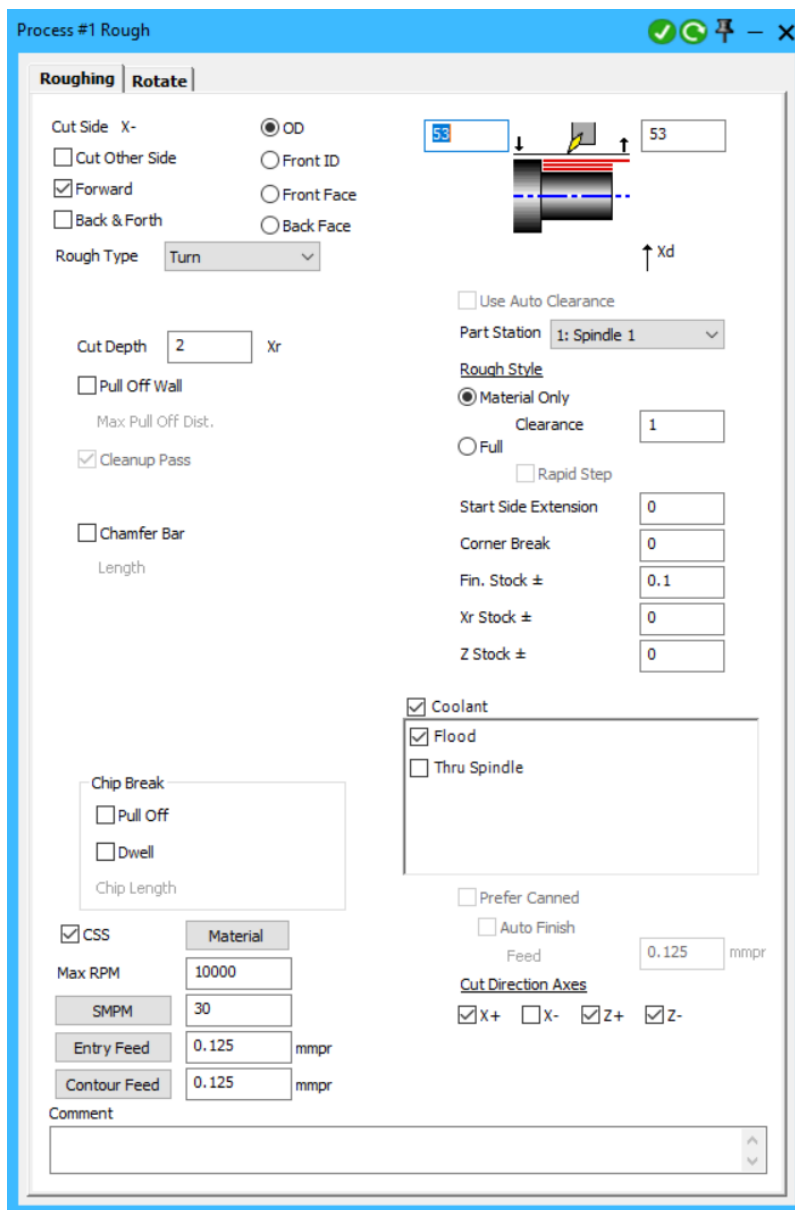 Process #1 Rough
Roughing Rotate
Cut Side X-
OD
53
53
Cut Other Side
Front ID
Forward
Front Face
Back & Forth
Back Face
Rough Type Turn
Xd
Use Auto Clearance
Part Station 1: Spindle 1
Cut Depth 2 Xr
Rough Style
Pull Off Wall
Material Only
Max Pull Off Dist.
Clearance 1
Full
Cleanup Pass
Rapid Step
Start Side Extension 0
Chamfer Bar
Corner Break 0
Length
Fin. Stock ± 0.1
Xr Stock ± 0
Z Stock ± 0
Coolant
Flood
Thru Spindle
Chip Break
Pull Off
Dwell
Chip Length
Prefer Canned
CSS Material
Auto Finish
Feed 0.125 mmpr
Max RPM 10000
Cut Direction Axes
SMPM 30
X+ X- Z+ Z-
Entry Feed 0.125 mmpr
Contour Feed 0.125 mmpr
Comment